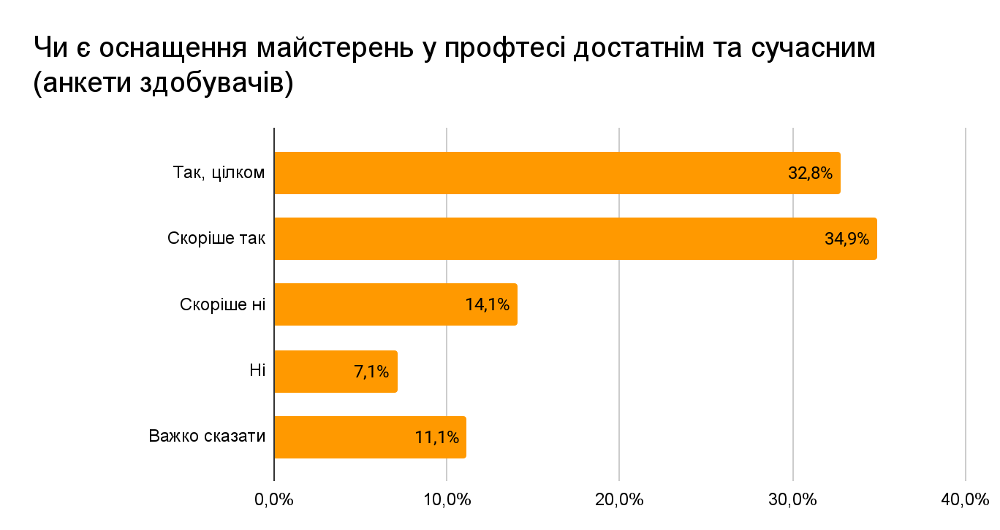 Чи є оснащення майстерень у профтесі достатнім та сучасним
(анкети здобувачів)
Так, цілком
32,8%
Скоріше так
34,9%
Скоріше ні
14,1%
Ні
7,1%
Важко сказати
11,1%
0,0%
10,0%
20,0%
30,0%
40,0%